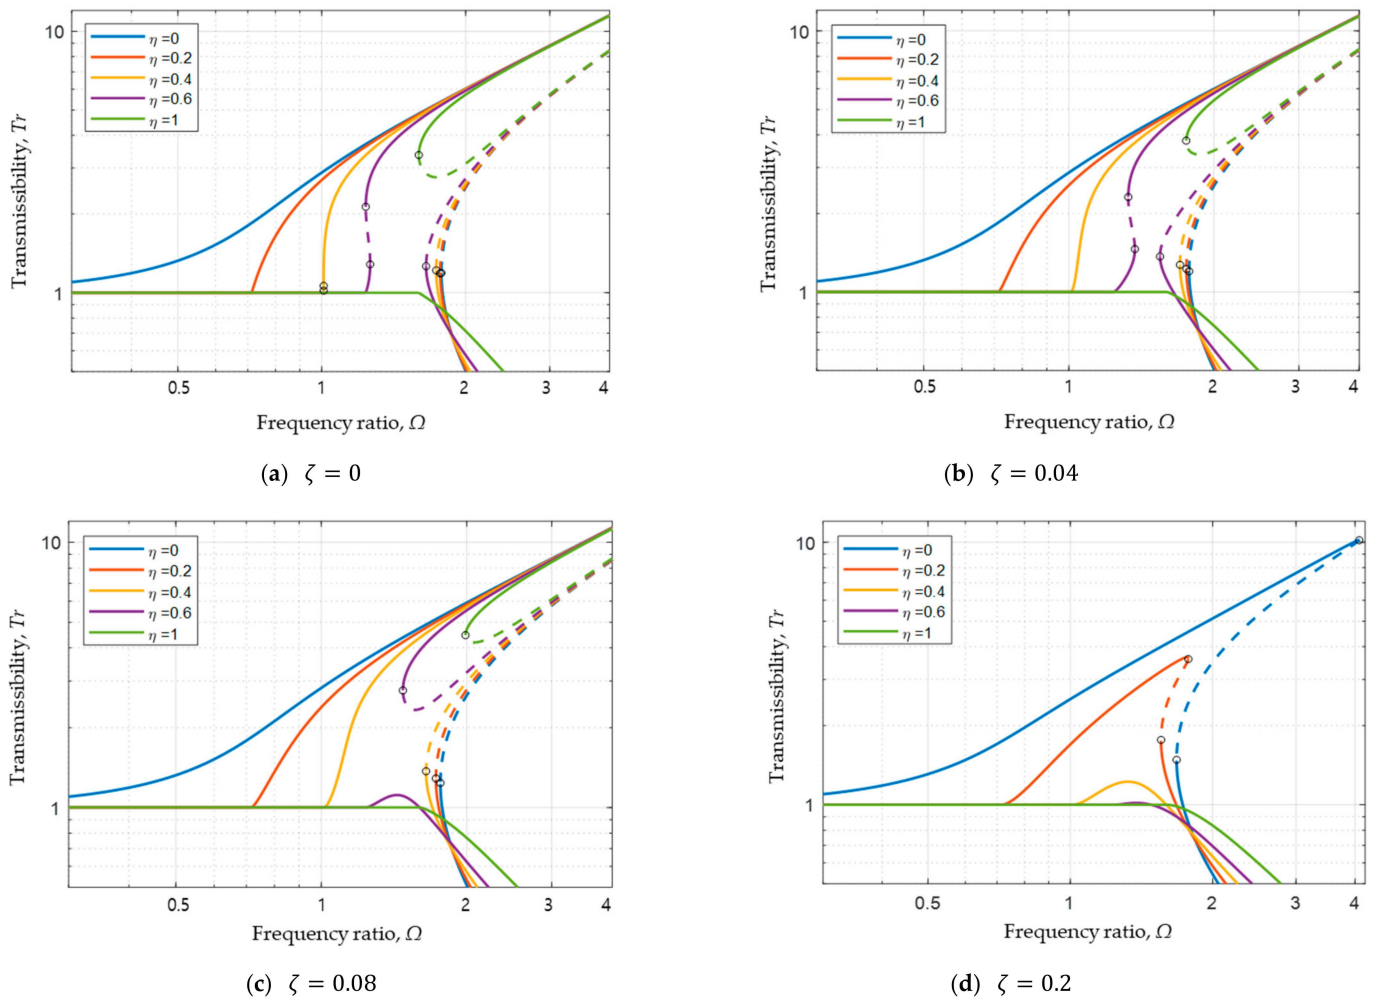 10
1
Transmissibility, Tr
η =0
η =0.2
η =0.4
η =0.6
η =1
0.5 1 2 3 4
Frequency ratio, Ω
(a) ζ = 0
10
1
Transmissibility, Tr
η =0
η =0.2
η =0.4
η =0.6
η =1
0.5 1 2 3 4
Frequency ratio, Ω
(b) ζ = 0.04
10
1
Transmissibility, Tr
η =0
η =0.2
η =0.4
η =0.6
η =1
0.5 1 2 3 4
Frequency ratio, Ω
(c) ζ = 0.08
10
1
Transmissibility, Tr
η =0
η =0.2
η =0.4
η =0.6
η =1
0.5 1 2 3 4
Frequency ratio, Ω
(d) ζ = 0.2